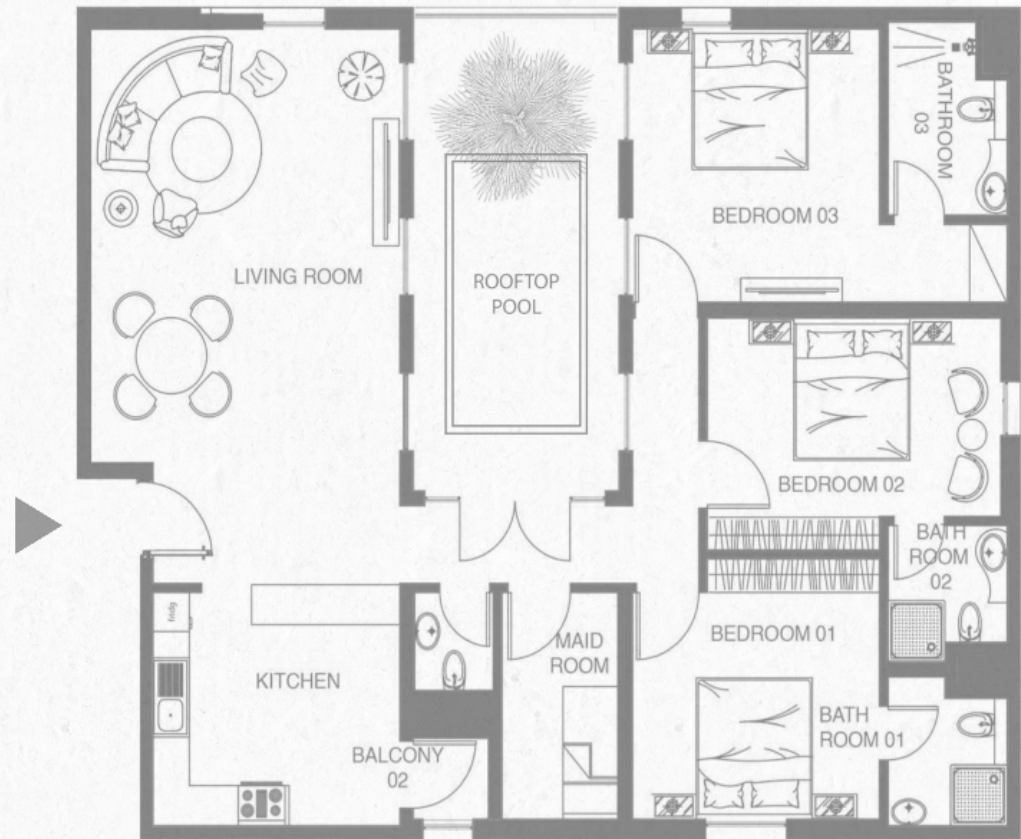 BATHROOM
03
BEDROOM 03
LIVING ROOM
ROOFTOP
POOL
BEDROOM 02
BATH
ROOM
02
fridg
MAID
ROOM
BEDROOM 01
KITCHEN
BATH
ROOM 01
BALCONY
02